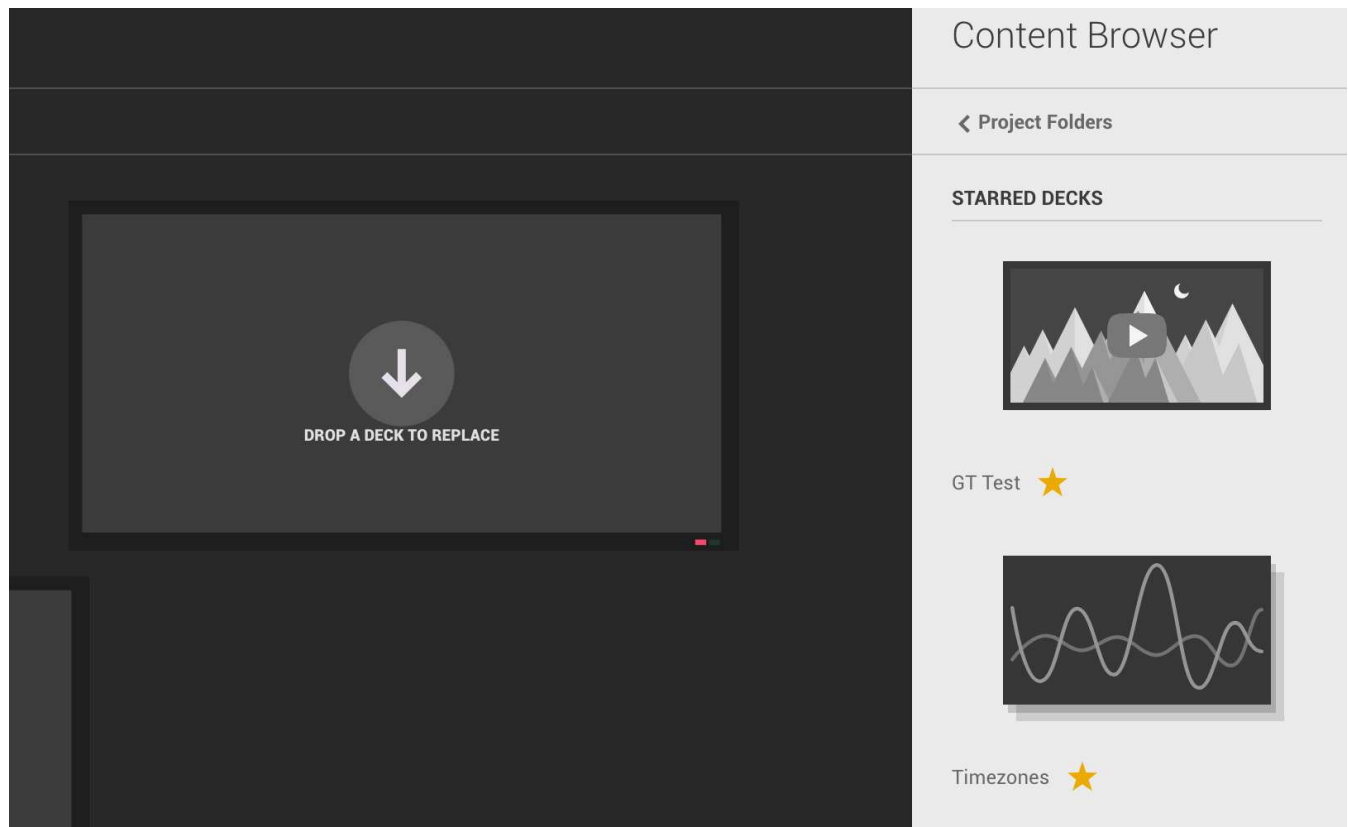 Content Browser
Project Folders
STARRED DECKS
DROP A DECK TO REPLACE
GT Test
Timezones